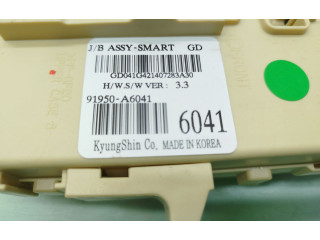 J/B ASSY-SMART GD
GD041G421407283A30
H/W.S/W VER : 3.3
91950-A6041
6041
KyungShin Co. MADE IN KOREA